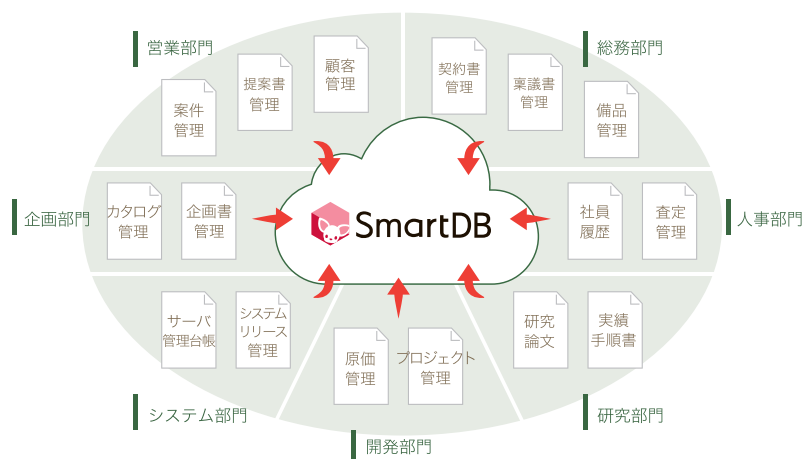 営業部門
案件
管理
提案書
管理
顧客
管理
総務部門
契約書
管理
稟議書
管理
備品
管理
企画部門
カタログ
管理
企画書
管理
SmartDB
人事部門
社員
履歴
査定
管理
システム部門
サーバ
管理台帳
システム
リリース
管理
開発部門
原価
管理
プロジェクト
管理
研究部門
研究
論文
実績
手順書